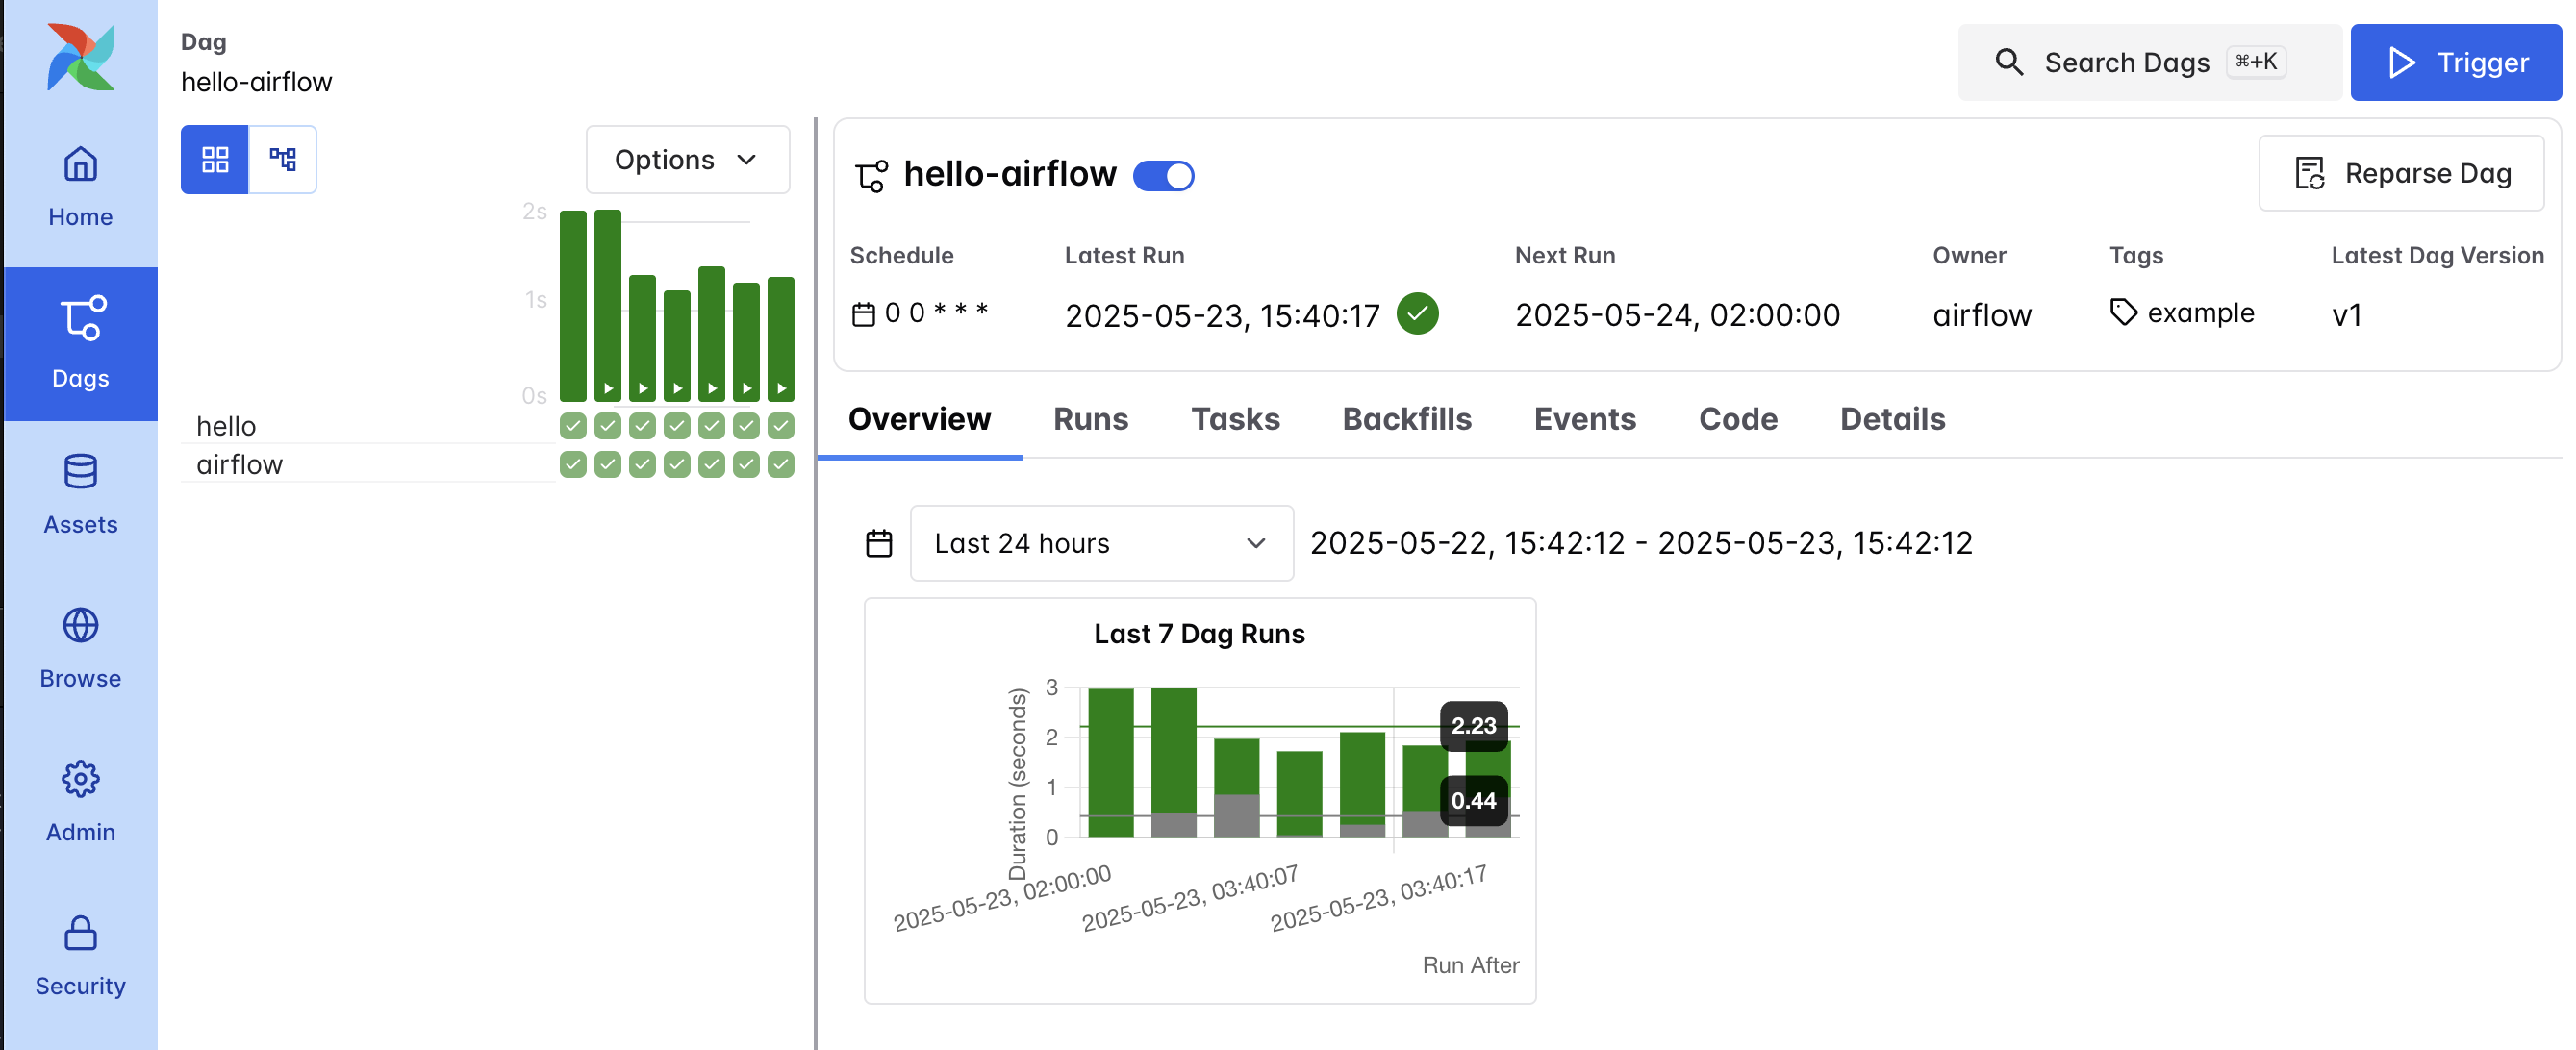 Dag
hello-airflow
Search Dags ⌘+K
Trigger
Home
Dags
Assets
Browse
Admin
Security
Options
2s
1s
0s
hello
airflow
hello-airflow
Reparse Dag
Schedule Latest Run Next Run Owner Tags Latest Dag Version
0 0 * * * 2025-05-23, 15:40:17 2025-05-24, 02:00:00 airflow example v1
Overview Runs Tasks Backfills Events Code Details
Last 24 hours 2025-05-22, 15:42:12 - 2025-05-23, 15:42:12
Last 7 Dag Runs
Duration (seconds)
3
2
1
0
2.23
0.44
2025-05-23, 02:00:00
2025-05-23, 03:40:07
2025-05-23, 03:40:17
Run After